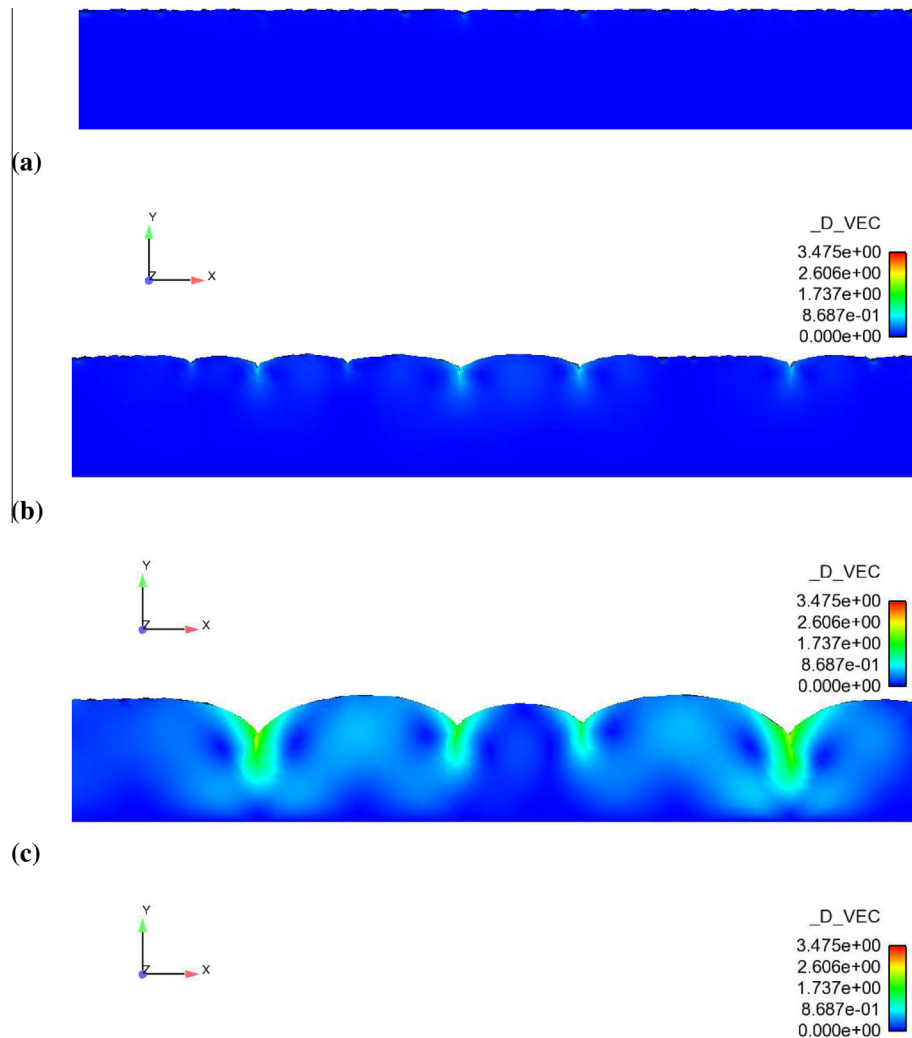 (a)
Y
Z X
_D_VEC
3.475e+00
2.606e+00
1.737e+00
8.687e-01
0.000e+00
(b)
Y
Z X
_D_VEC
3.475e+00
2.606e+00
1.737e+00
8.687e-01
0.000e+00
(c)
Y
Z X
_D_VEC
3.475e+00
2.606e+00
1.737e+00
8.687e-01
0.000e+00